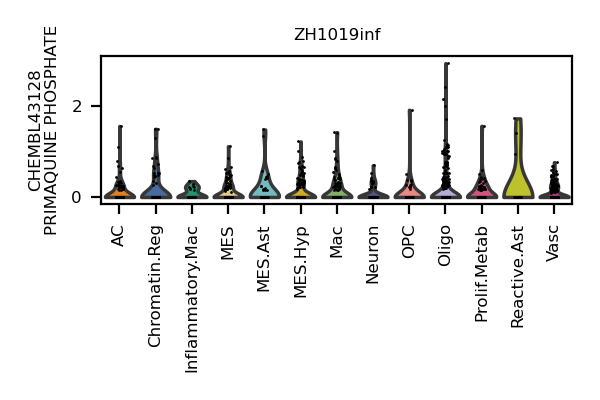 ZH1019inf
CHEMBL43128
PRIMAQUINE PHOSPHATE
2
0
AC
Chromatin.Reg
Inflammatory.Mac
MES
MES.Ast
MES.Hyp
Mac
Neuron
OPC
Oligo
Prolif.Metab
Reactive.Ast
Vasc